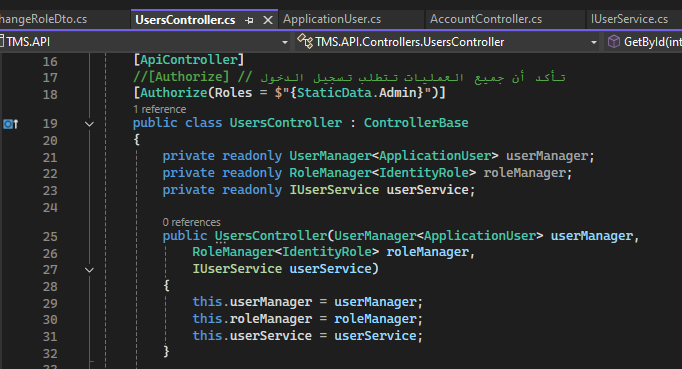 hangeRoleDto.cs UsersController.cs ApplicationUser.cs AccountController.cs IUserService.cs
TMS.API TMS.API.Controllers.UsersController GetById(int
16 [ApiController]
17 //[Authorize] // تأكد أن جميع العمليات تتطلب تسجيل الدخول
18 [Authorize(Roles = $"{StaticData.Admin}")]
1 reference
19 public class UsersController : ControllerBase
20 {
21 private readonly UserManager<ApplicationUser> userManager;
22 private readonly RoleManager<IdentityRole> roleManager;
23 private readonly IUserService userService;
24
0 references
25 public UsersController(UserManager<ApplicationUser> userManager,
26 RoleManager<IdentityRole> roleManager,
27 IUserService userService)
28 {
29 this.userManager = userManager;
30 this.roleManager = roleManager;
31 this.userService = userService;
32 }